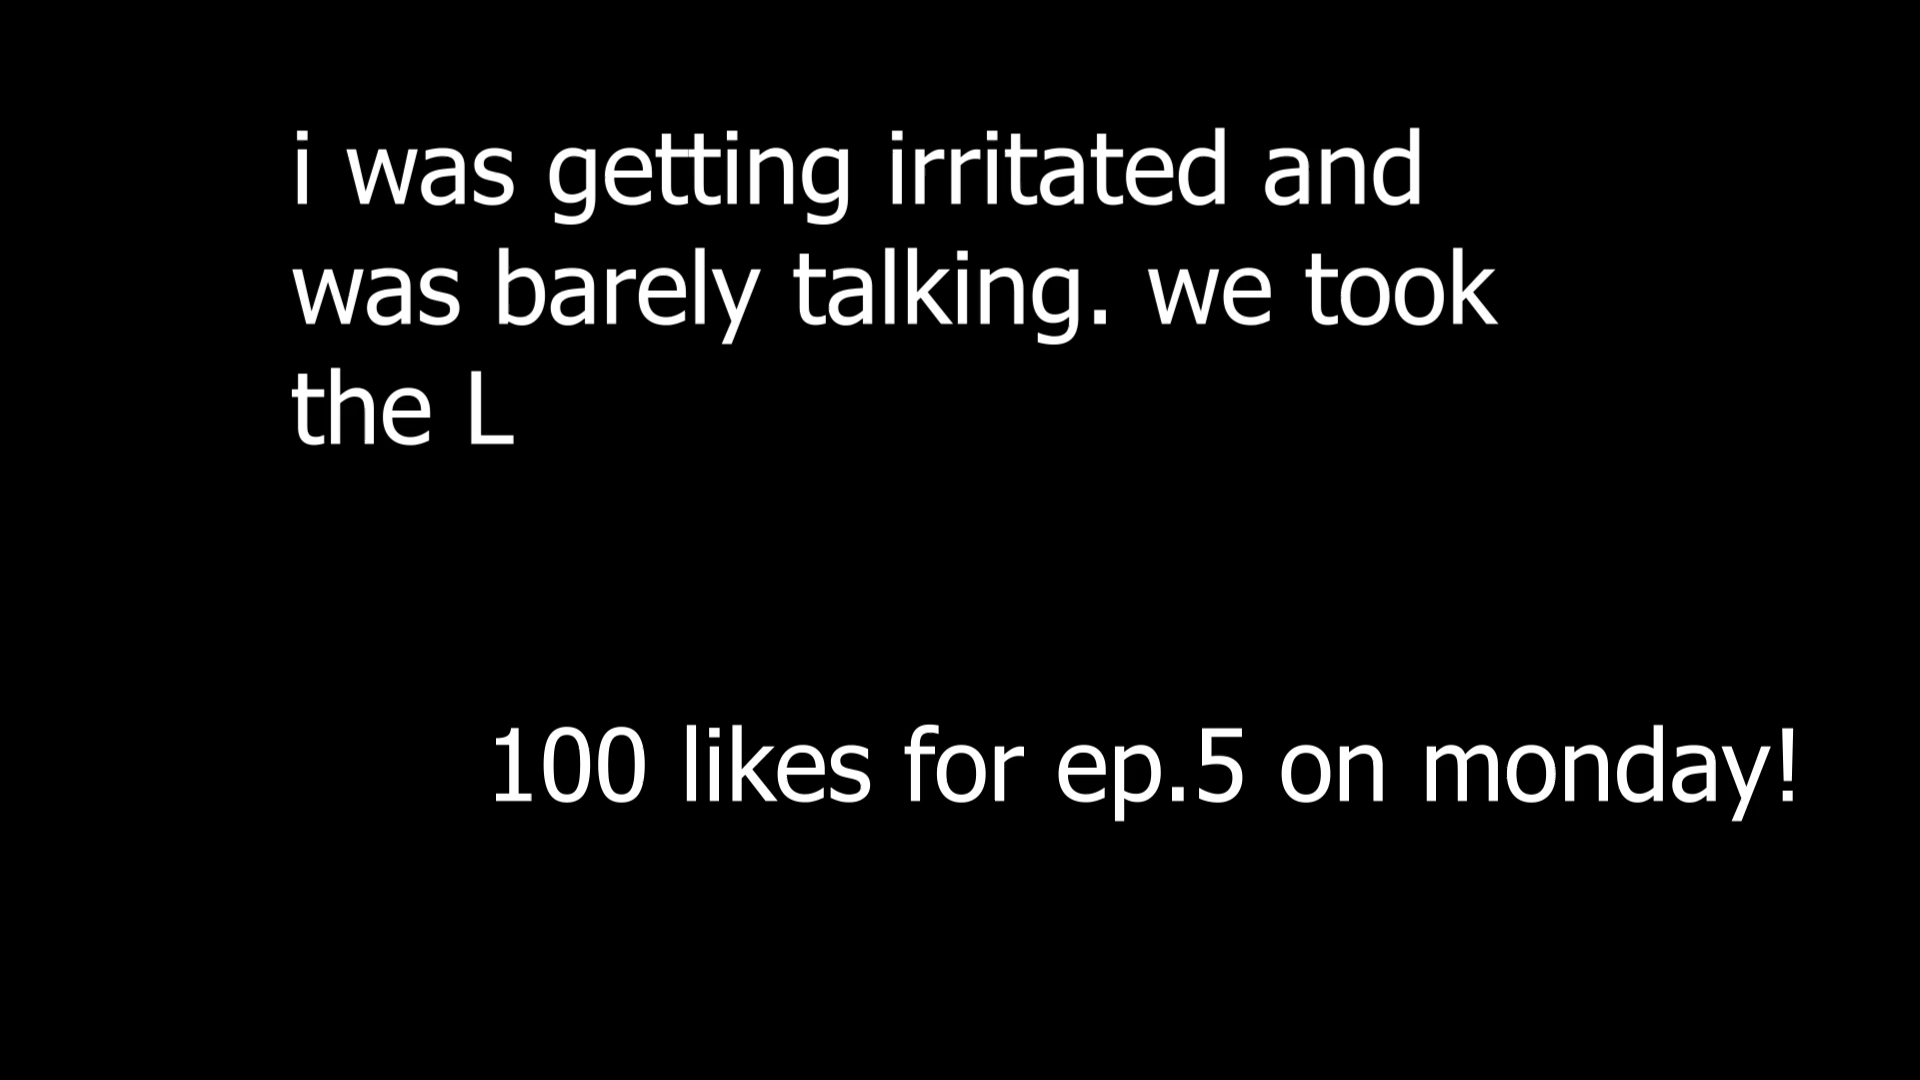 i was getting irritated and
was barely talking. we took
the L
100 likes for ep.5 on monday!